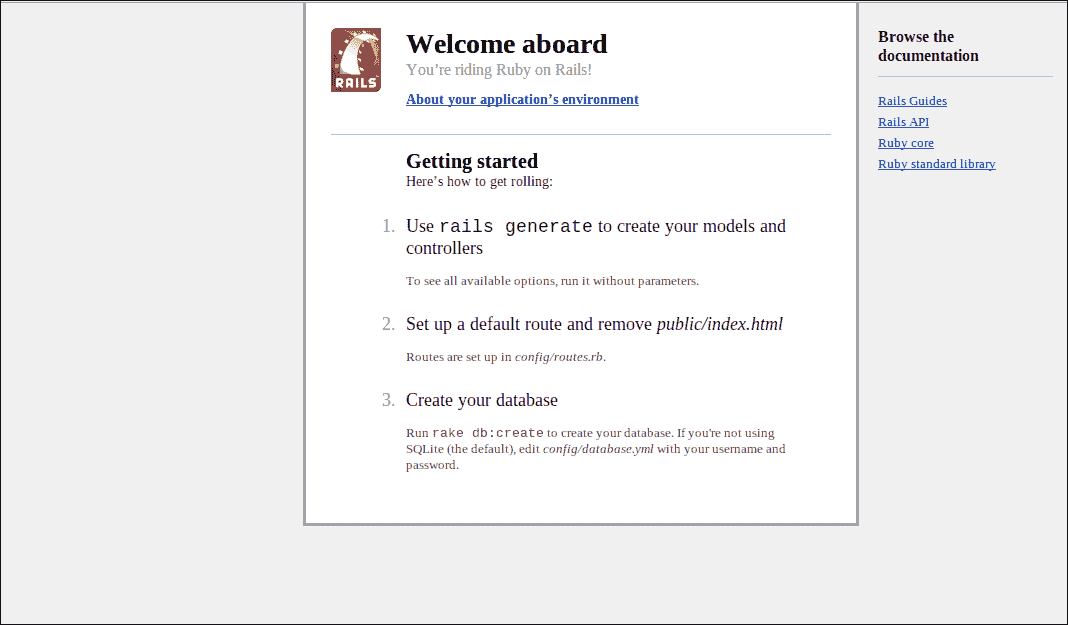 RAILS
Welcome aboard
You’re riding Ruby on Rails!
About your application’s environment
Getting started
Here’s how to get rolling:
1. Use rails generate to create your models and
controllers
To see all available options, run it without parameters.
2. Set up a default route and remove public/index.html
Routes are set up in config/routes.rb.
3. Create your database
Run rake db:create to create your database. If you're not using
SQLite (the default), edit config/database.yml with your username and
password.
Browse the
documentation
Rails Guides
Rails API
Ruby core
Ruby standard library